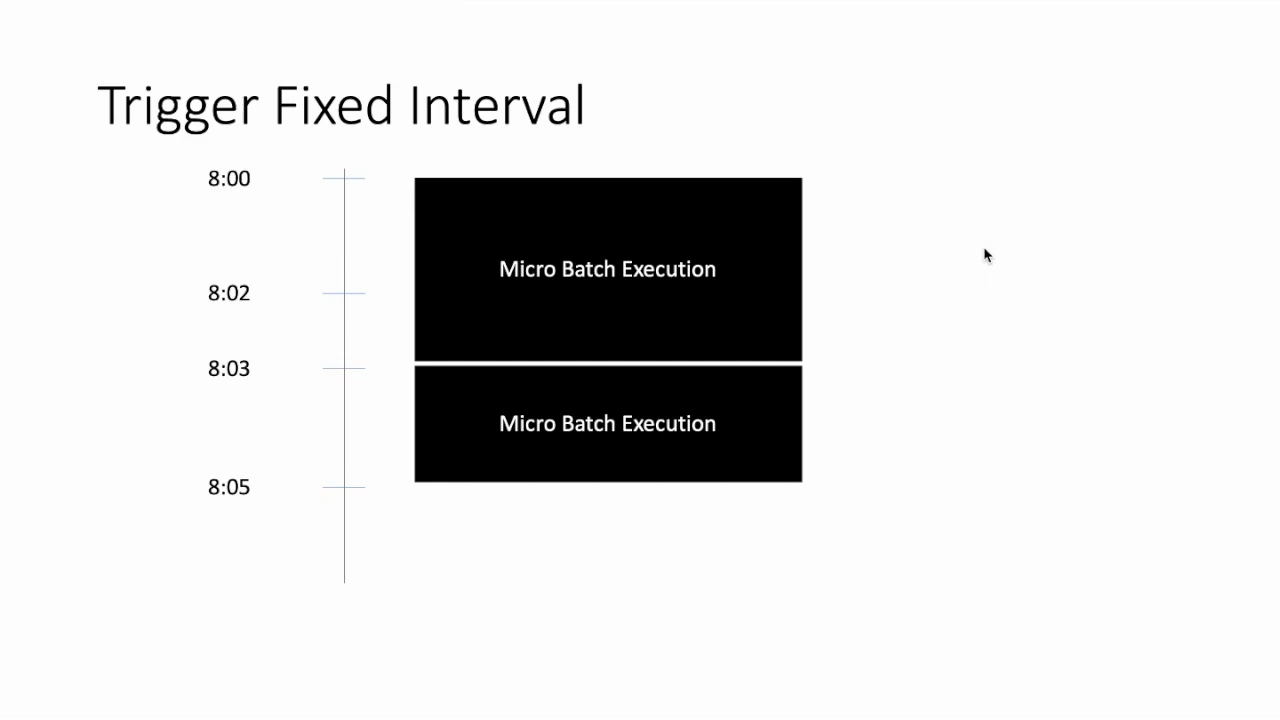 Trigger Fixed Interval
8:00
Micro Batch Execution
8:02
8:03
Micro Batch Execution
8:05